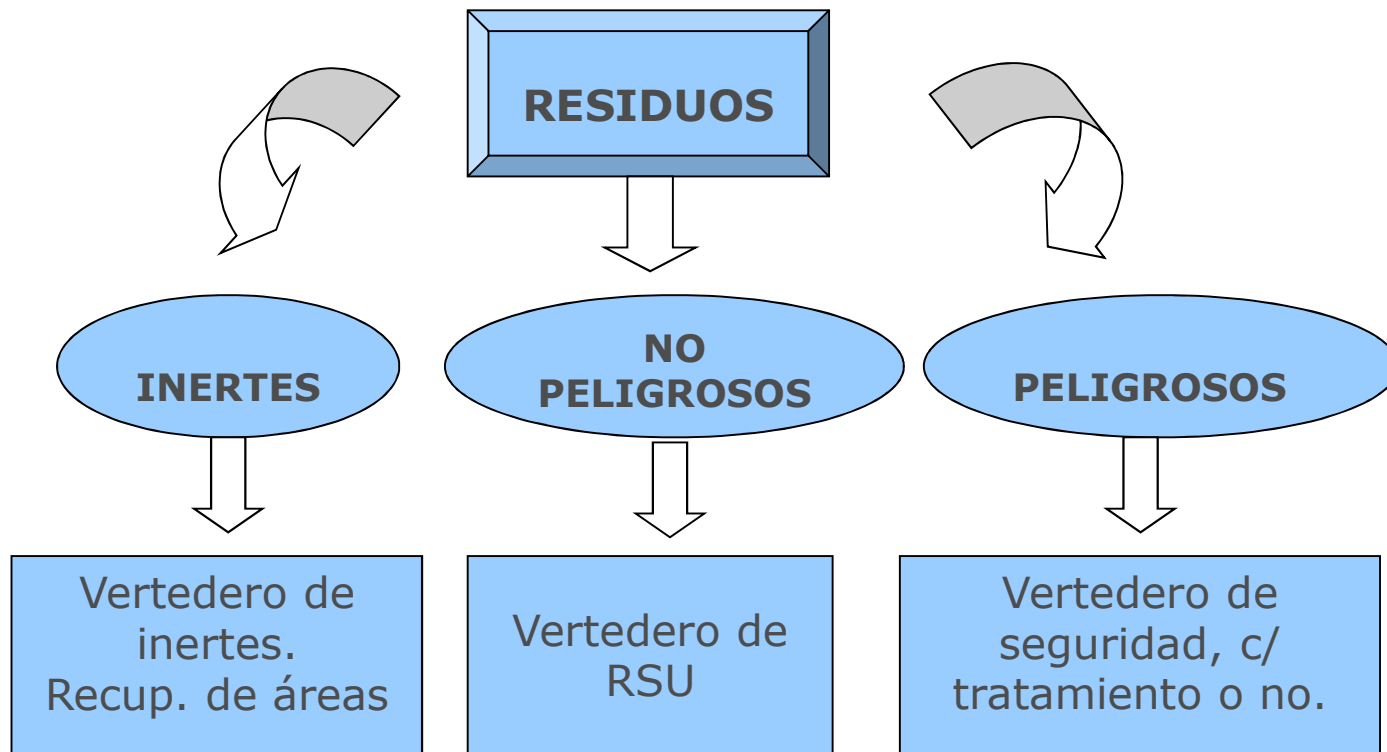 RESIDUOS
INERTES
NO
PELIGROSOS
PELIGROSOS
Vertedero de
inertes.
Recup. de áreas
Vertedero de
RSU
Vertedero de
seguridad, c/
tratamiento o no.